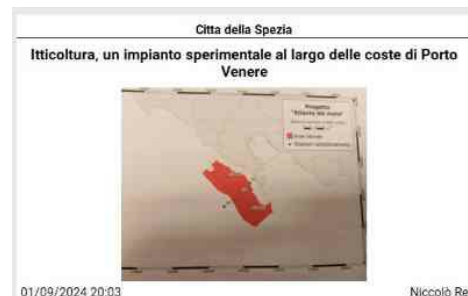 Citta della Spezia
Itticoltura, un impianto sperimentale al largo delle coste di Porto
Venere
Progetto
01/09/2024 20:03
Niccolò Re